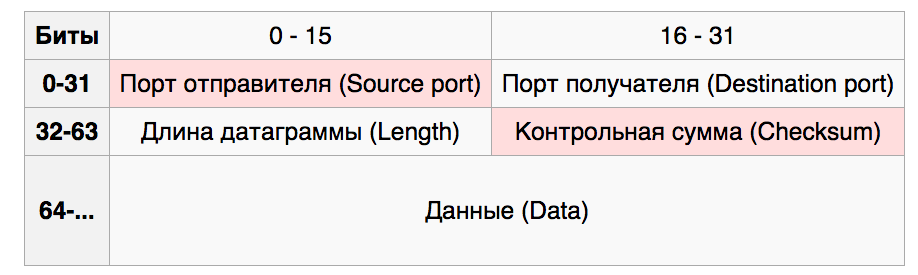 Биты 0 - 15 16 - 31
0-31 Порт отправителя (Source port) Порт получателя (Destination port)
32-63 Длина датаграммы (Length) Контрольная сумма (Checksum)
64-... Данные (Data)